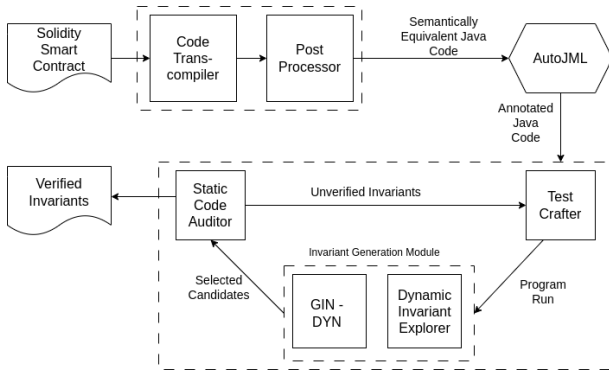 Solidity
Smart
Contract
Code
Trans-
compiler
Post
Processor
Semantically
Equivalent Java
Code
AutoJML
Annotated
Java
Code
Verified
Invariants
Static
Code
Auditor
Unverified Invariants
Test
Crafter
Invariant Generation Module
Selected
Candidates
GIN -
DYN
Dynamic
Invariant
Explorer
Program
Run